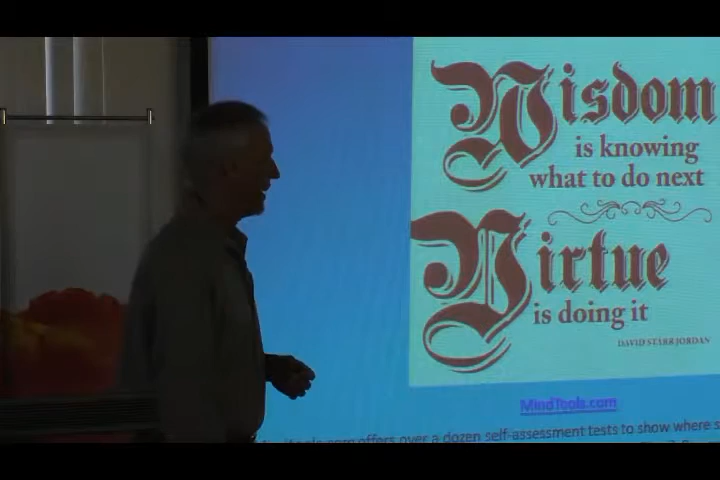 Wisdom
is knowing
what to do next
Virtue
is doing it
DAVID STARR JORDAN
MindTools.com
offers over a dozen self-assessment tests to show where